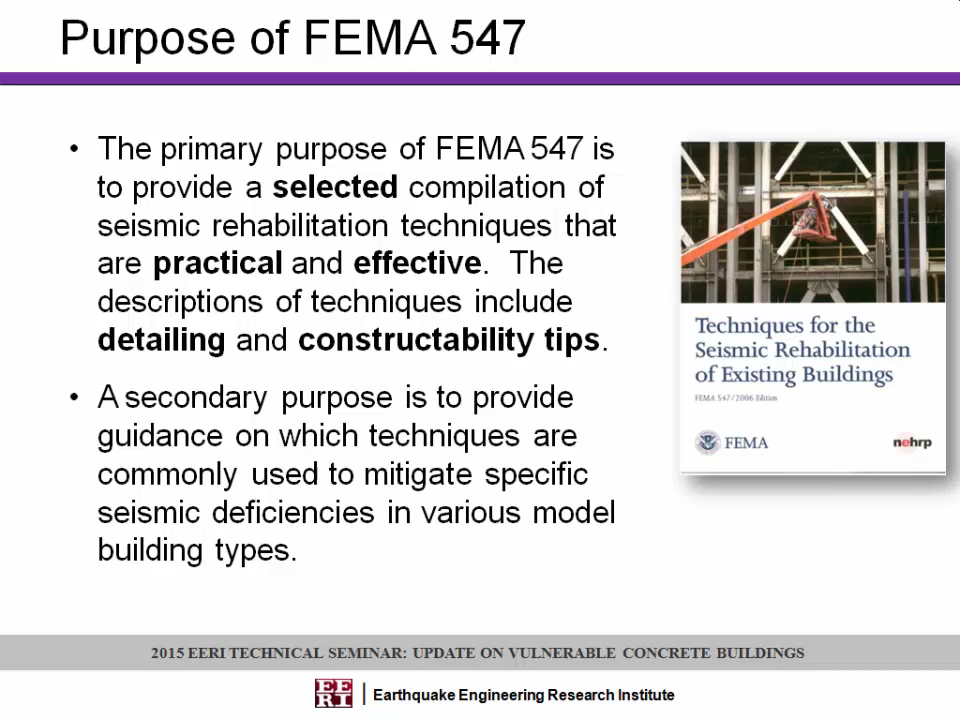 Purpose of FEMA 547
• The primary purpose of FEMA 547 is
to provide a selected compilation of
seismic rehabilitation techniques that
are practical and effective. The
descriptions of techniques include
detailing and constructability tips.
• A secondary purpose is to provide
guidance on which techniques are
commonly used to mitigate specific
seismic deficiencies in various model
building types.
Techniques for the
Seismic Rehabilitation
of Existing Buildings
FEMA 547/2006 Edition
FEMA
nehrp
2015 EERI TECHNICAL SEMINAR: UPDATE ON VULNERABLE CONCRETE BUILDINGS
EERI | Earthquake Engineering Research Institute